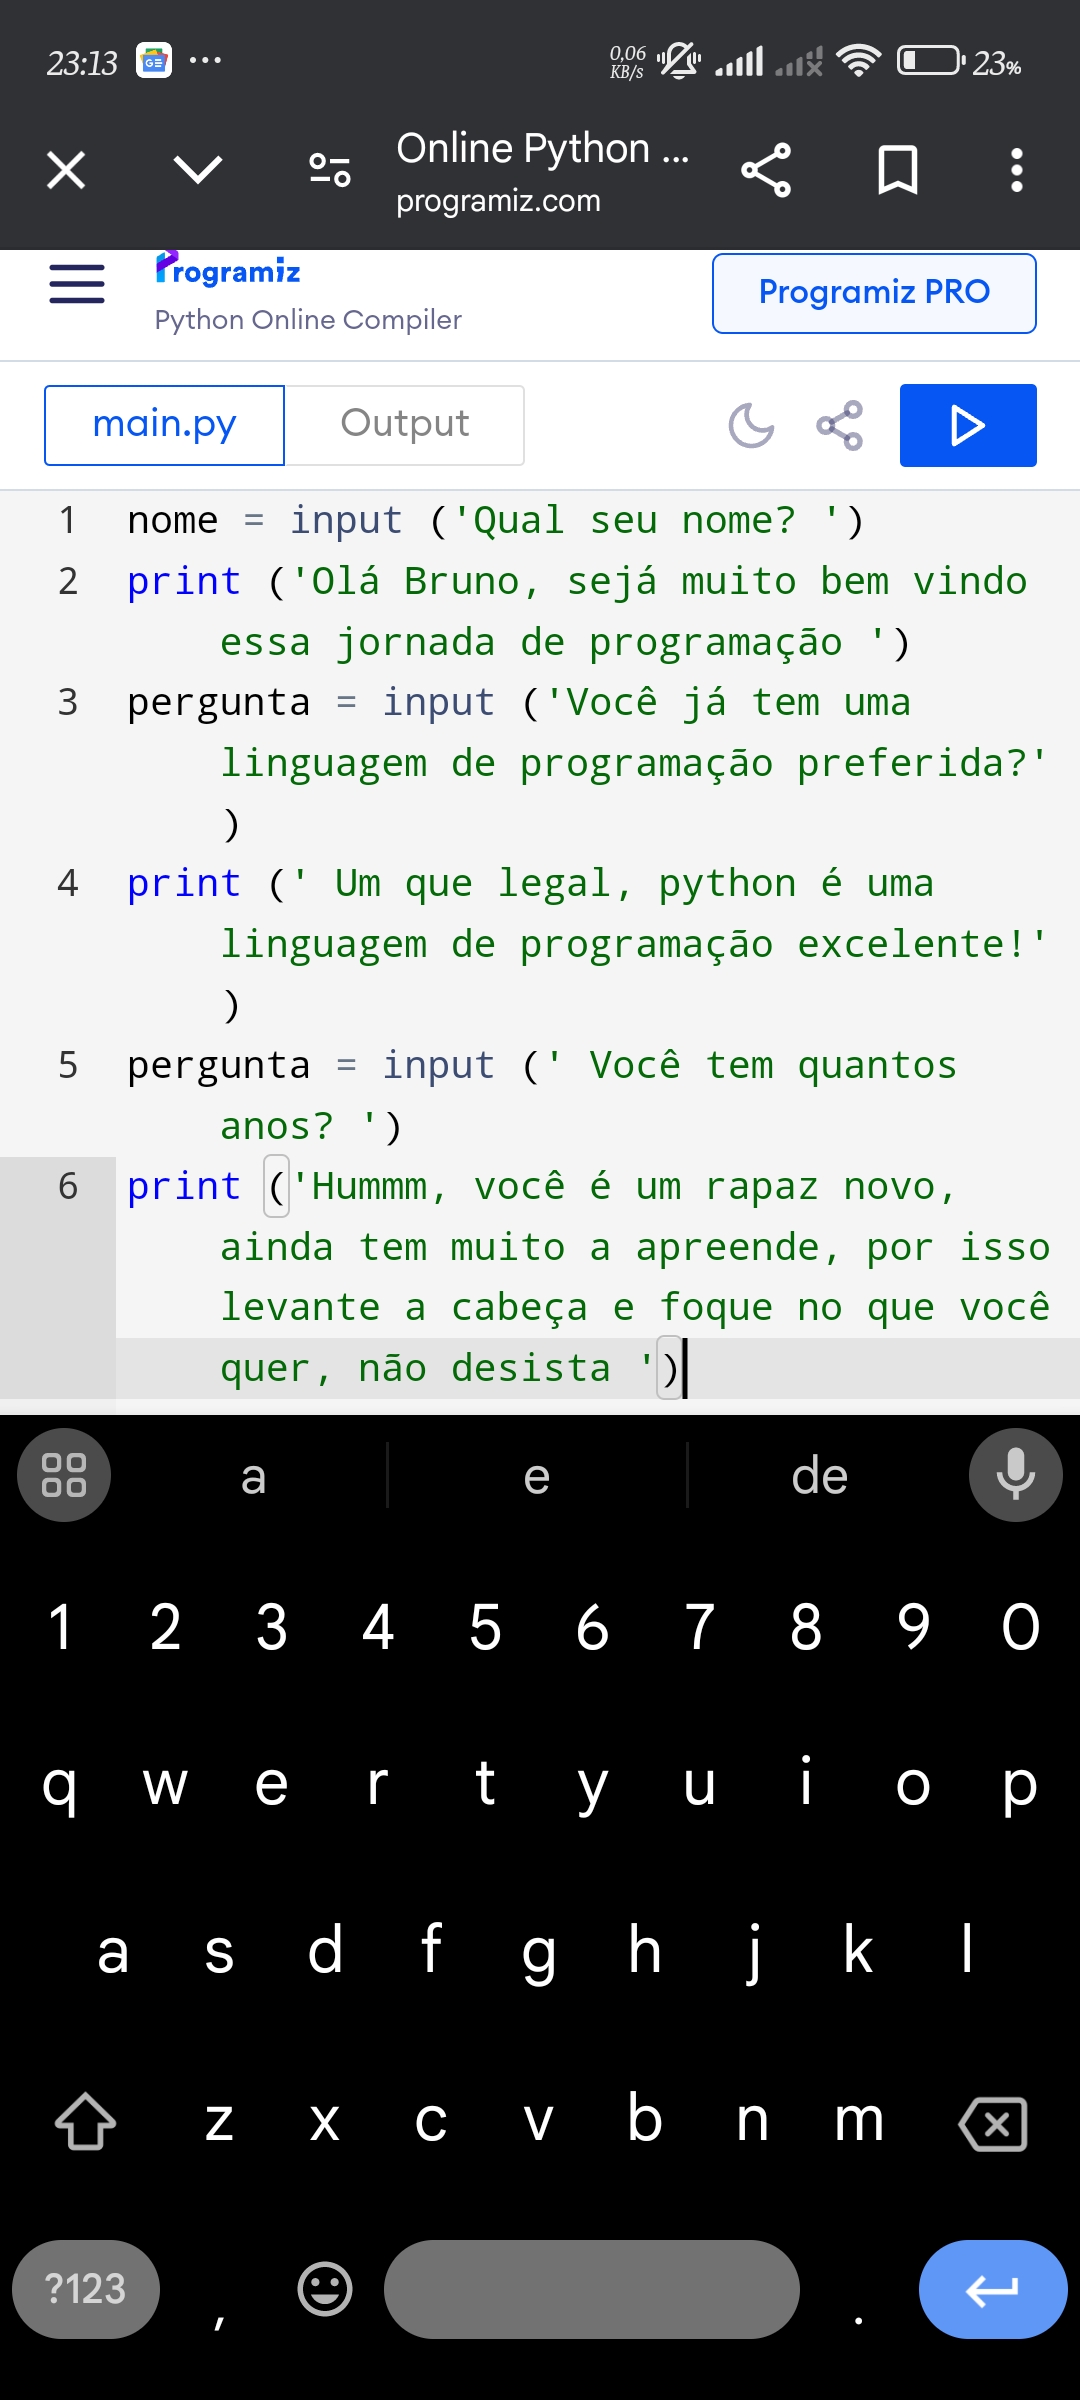 23:13
0,06
KB/s
23%
Online Python ...
programiz.com
Programiz
Python Online Compiler
Programiz PRO
main.py
Output
1 nome = input ('Qual seu nome? ')
2 print ('Olá Bruno, sejá muito bem vindo
essa jornada de programação ')
3 pergunta = input ('Você já tem uma
linguagem de programação preferida?'
)
4 print (' Um que legal, python é uma
linguagem de programação excelente!'
)
5 pergunta = input (' Você tem quantos
anos? ')
6 print ('Hummm, você é um rapaz novo,
ainda tem muito a apreende, por isso
levante a cabeça e foque no que você
quer, não desista ')
a e de
1 2 3 4 5 6 7 8 9 0
q w e r t y u i o p
a s d f g h j k l
z x c v b n m
?123 , .